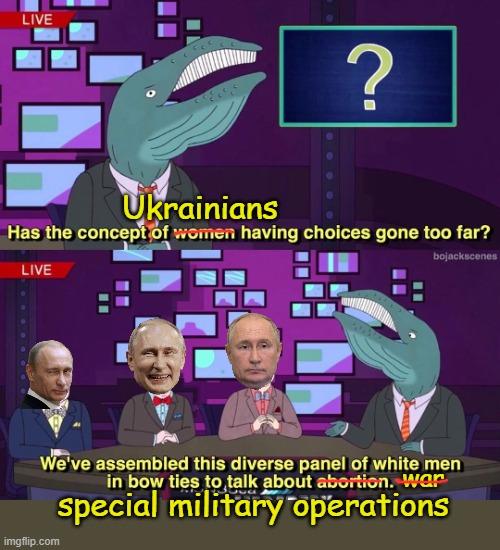 LIVE
?
Ukrainians
Has the concept of women having choices gone too far?
bojackscenes
LIVE
We've assembled this diverse panel of white men
in bow ties to talk about abortion. war
special military operations
imgflip.com